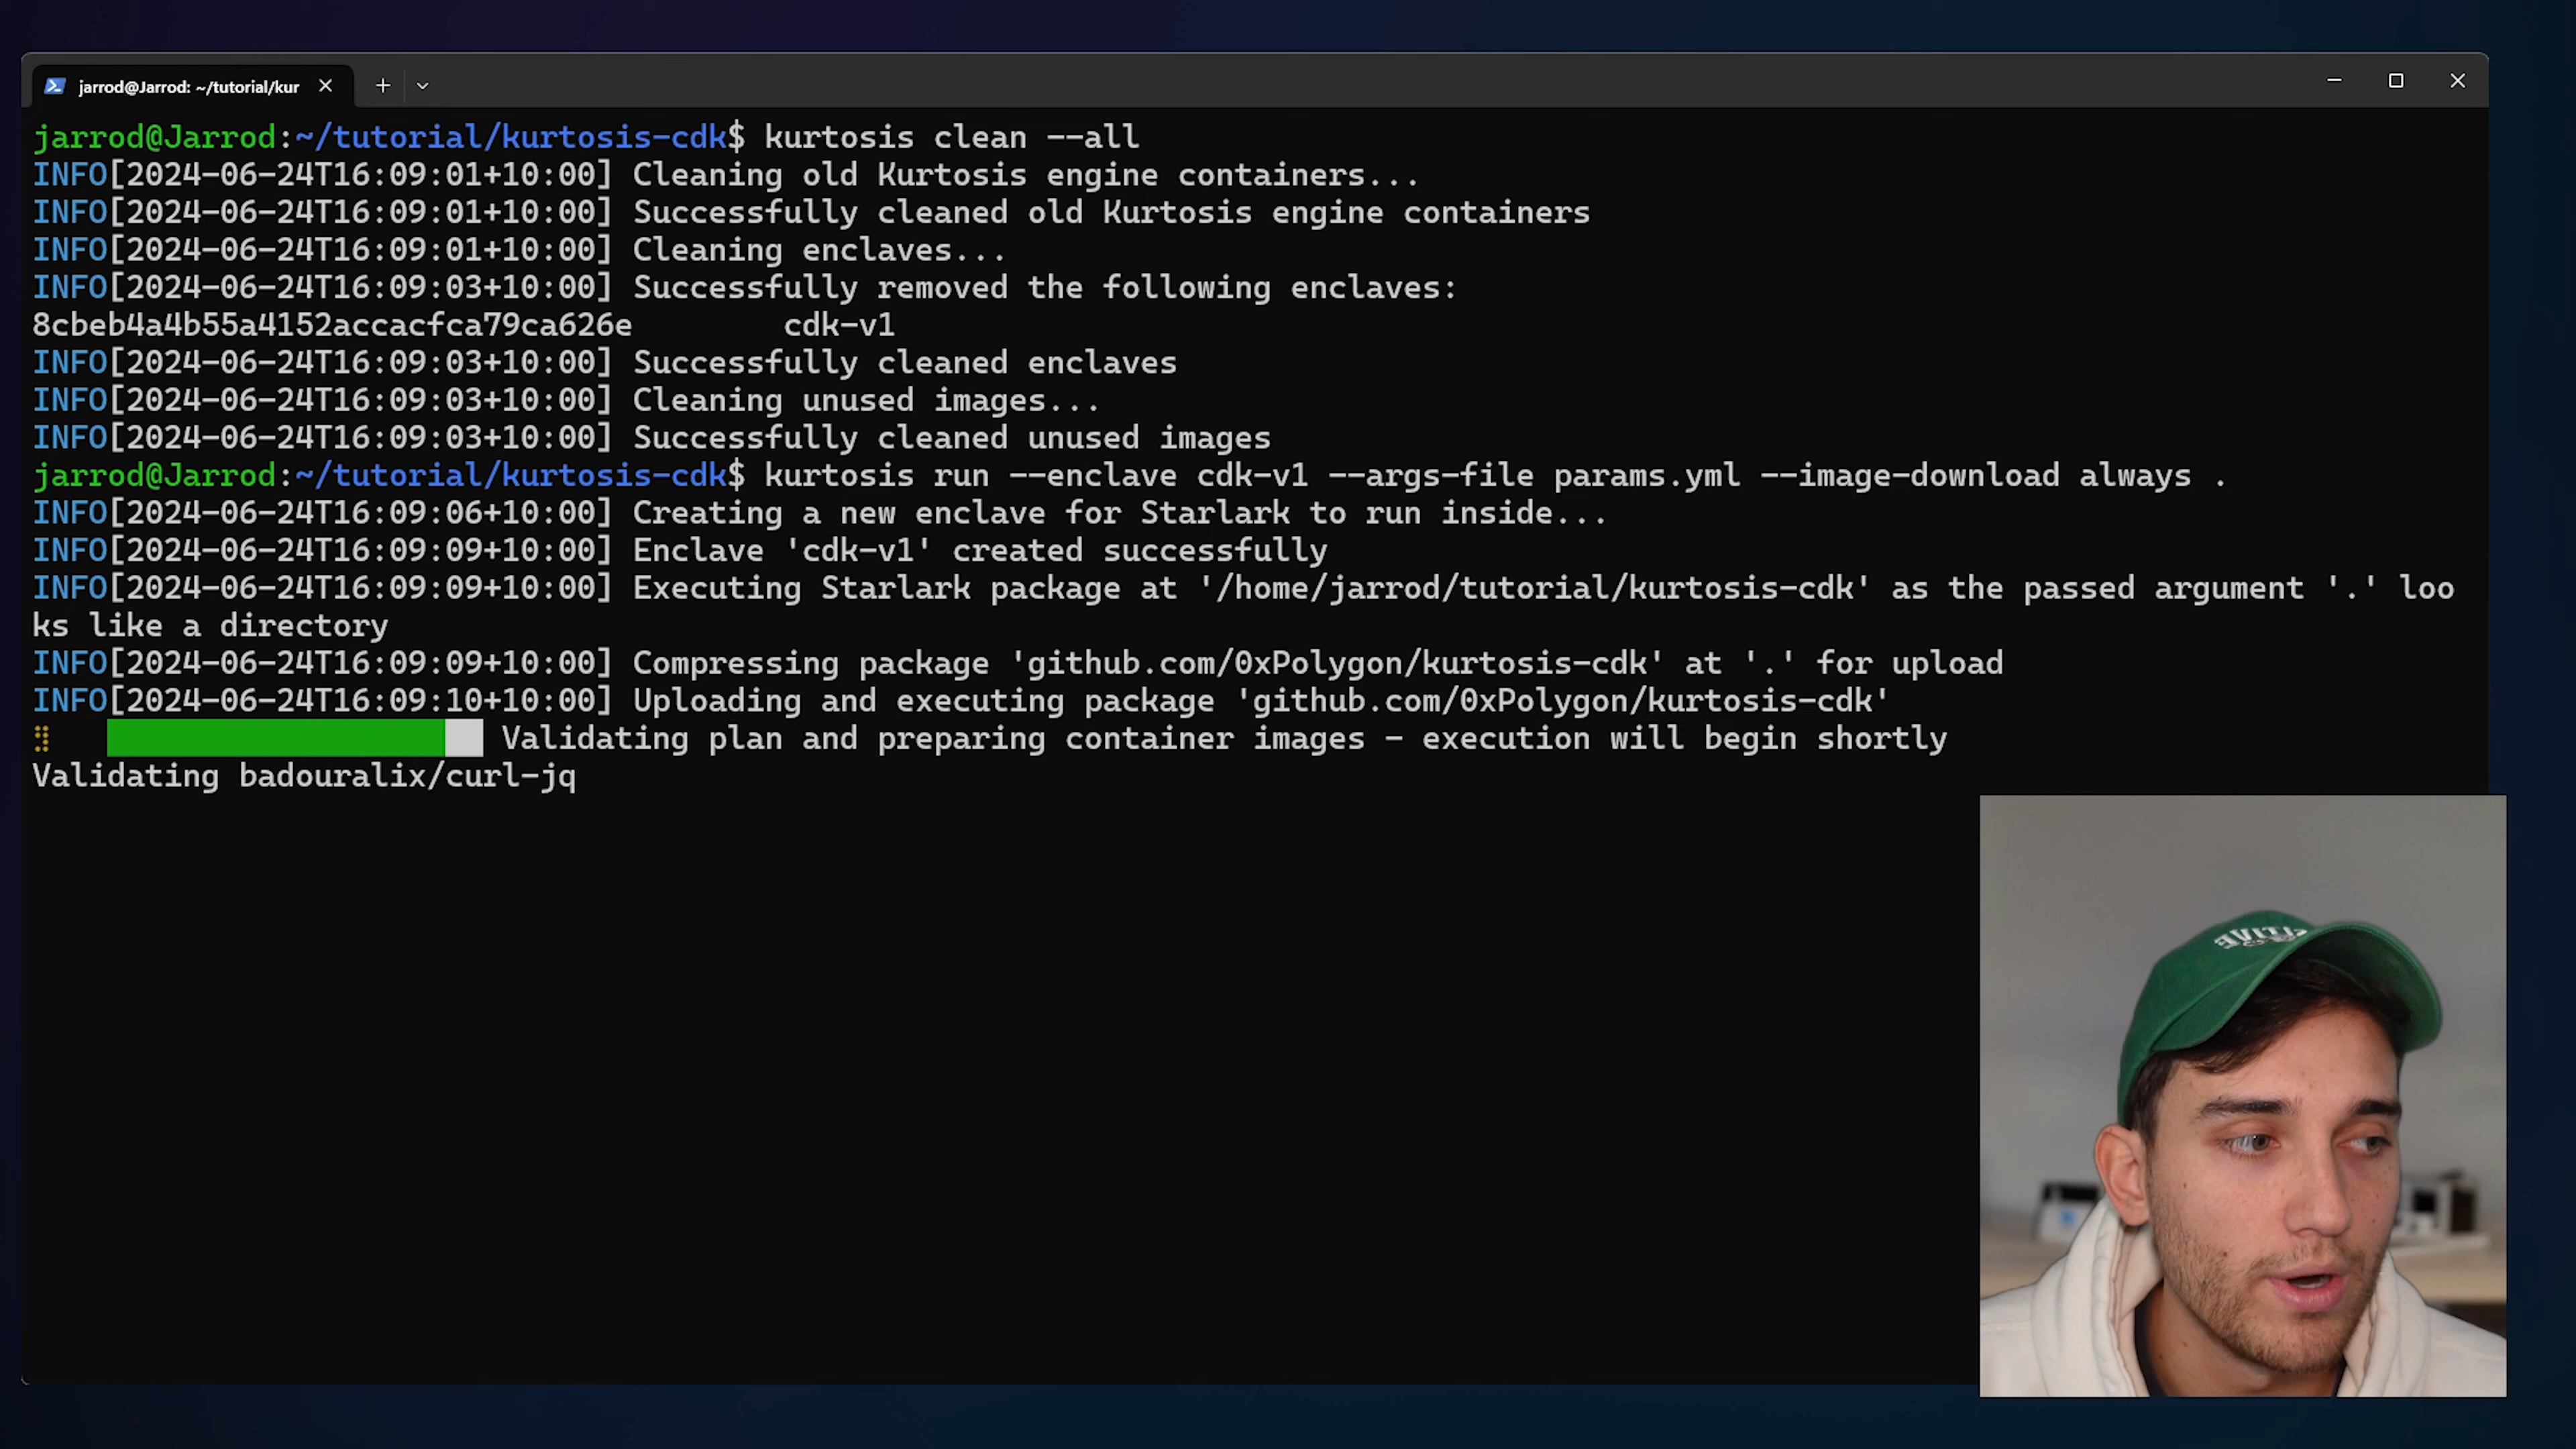 jarrod@Jarrod: ~/tutorial/kur
jarrod@Jarrod:~/tutorial/kurtosis-cdk$ kurtosis clean --all
INFO[2024-06-24T16:09:01+10:00] Cleaning old Kurtosis engine containers...
INFO[2024-06-24T16:09:01+10:00] Successfully cleaned old Kurtosis engine containers
INFO[2024-06-24T16:09:01+10:00] Cleaning enclaves...
INFO[2024-06-24T16:09:03+10:00] Successfully removed the following enclaves:
8cbeb4a4b55a4152accacfca79ca626e        cdk-v1
INFO[2024-06-24T16:09:03+10:00] Successfully cleaned enclaves
INFO[2024-06-24T16:09:03+10:00] Cleaning unused images...
INFO[2024-06-24T16:09:03+10:00] Successfully cleaned unused images
jarrod@Jarrod:~/tutorial/kurtosis-cdk$ kurtosis run --enclave cdk-v1 --args-file params.yml --image-download always .
INFO[2024-06-24T16:09:06+10:00] Creating a new enclave for Starlark to run inside...
INFO[2024-06-24T16:09:09+10:00] Enclave 'cdk-v1' created successfully
INFO[2024-06-24T16:09:09+10:00] Executing Starlark package at '/home/jarrod/tutorial/kurtosis-cdk' as the passed argument '.' loo
ks like a directory
INFO[2024-06-24T16:09:09+10:00] Compressing package 'github.com/0xPolygon/kurtosis-cdk' at '.' for upload
INFO[2024-06-24T16:09:10+10:00] Uploading and executing package 'github.com/0xPolygon/kurtosis-cdk'
Validating plan and preparing container images - execution will begin shortly
Validating badouralix/curl-jq